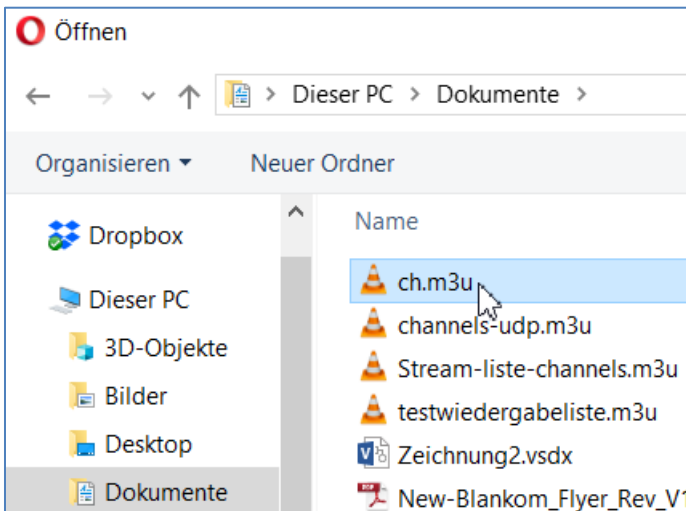 Öffnen
Dieser PC > Dokumente >
Organisieren Neuer Ordner
Name
Dropbox
Dieser PC
3D-Objekte
Bilder
Desktop
Dokumente
ch.m3u
channels-udp.m3u
Stream-liste-channels.m3u
testwiedergabeliste.m3u
Zeichnung2.vsdx
New-Blankom_Flyer_Rev_V1